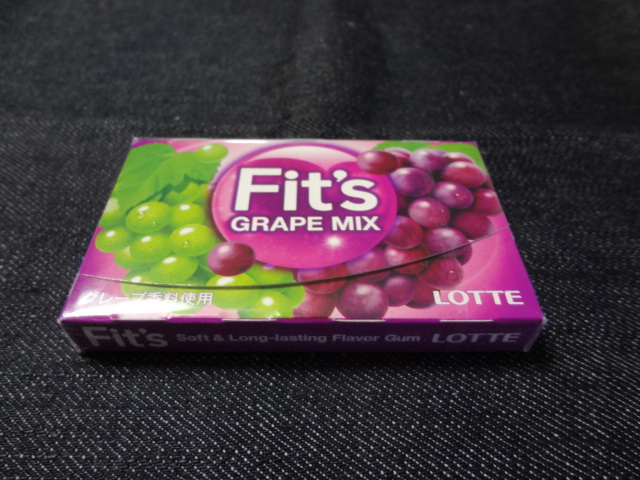 Fit's
GRAPE MIX
グレープ香料使用
LOTTE
Fit's Soft & Long-lasting Flavor Gum LOTTE